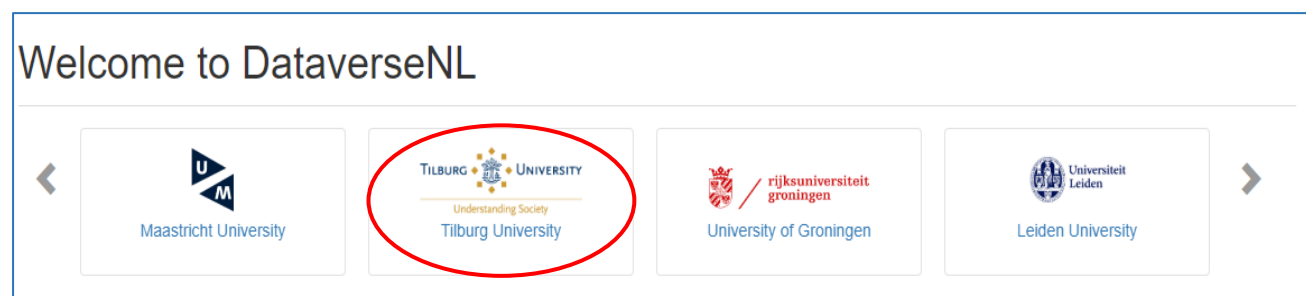 Welcome to DataverseNL
U
M
Maastricht University
TILBURG UNIVERSITY
Understanding Society
Tilburg University
rijksuniversiteit
groningen
University of Groningen
Universiteit
Leiden
Leiden University